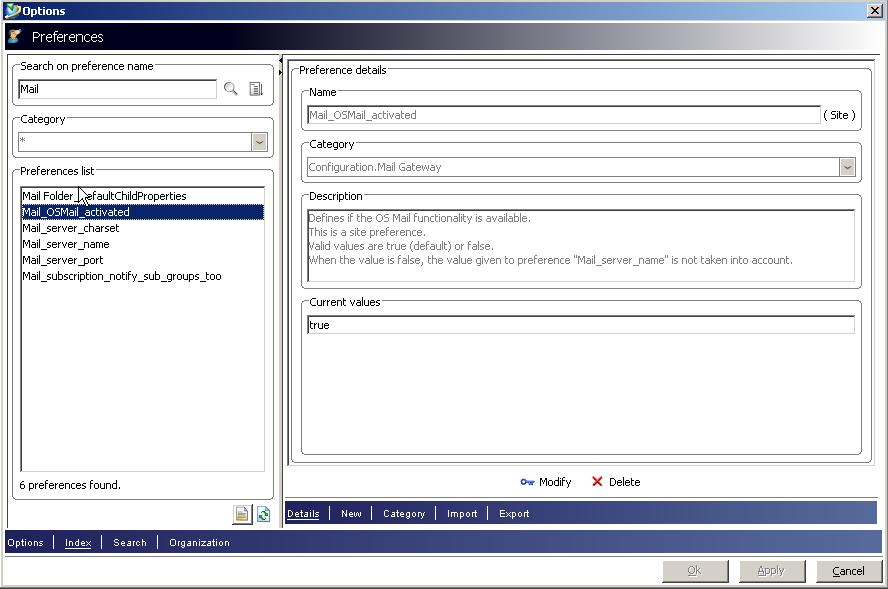 Options
Preferences
Search on preference name
Mail
Category
*
Preferences list
Mail Folder_DefaultChildProperties
Mail_OSMail_activated
Mail_server_charset
Mail_server_name
Mail_server_port
Mail_subscription_notify_sub_groups_too
6 preferences found.
Preference details
Name
Mail_OSMail_activated ( Site )
Category
Configuration.Mail Gateway
Description
Defines if the OS Mail functionality is available.
This is a site preference.
Valid values are true (default) or false.
When the value is false, the value given to preference "Mail_server_name" is not taken into account.
Current values
true
Modify Delete
Details New Category Import Export
Options Index Search Organization
Ok Apply Cancel